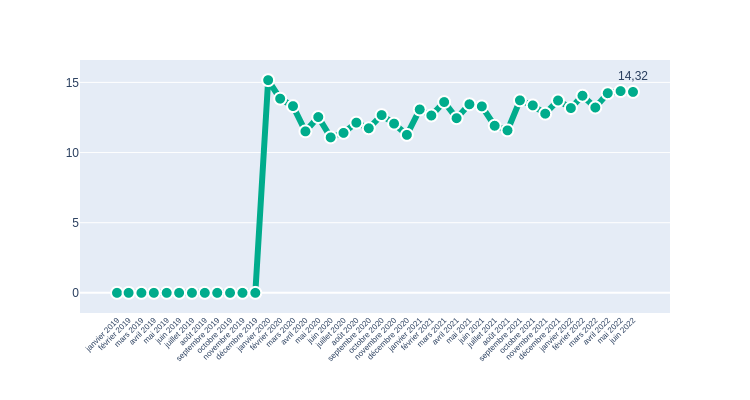 14,32
15
10
5
0
janvier 2019
février 2019
mars 2019
avril 2019
mai 2019
juin 2019
juillet 2019
août 2019
septembre 2019
octobre 2019
novembre 2019
décembre 2019
janvier 2020
février 2020
mars 2020
avril 2020
mai 2020
juin 2020
juillet 2020
août 2020
septembre 2020
octobre 2020
novembre 2020
décembre 2020
janvier 2021
février 2021
mars 2021
avril 2021
mai 2021
juin 2021
juillet 2021
août 2021
septembre 2021
octobre 2021
novembre 2021
décembre 2021
janvier 2022
février 2022
mars 2022
avril 2022
mai 2022
juin 2022